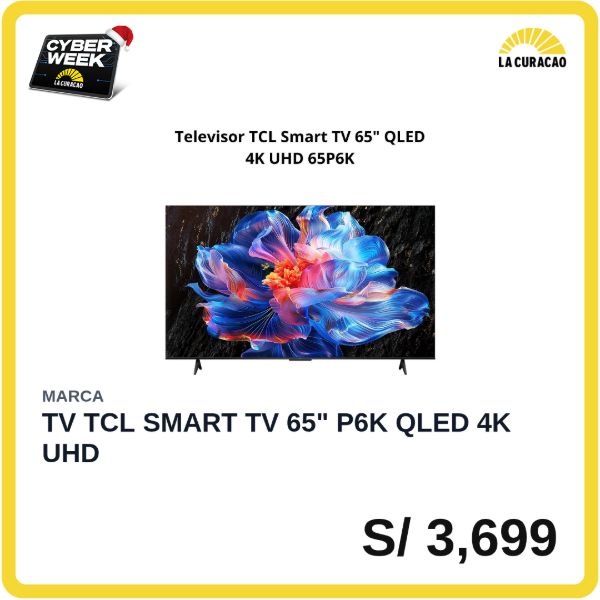 CYBER
WEEK
LA CURACAO
LA CURACAO
Televisor TCL Smart TV 65" QLED
4K UHD 65P6K
MARCA
TV TCL SMART TV 65" P6K QLED 4K
UHD
S/ 3,699